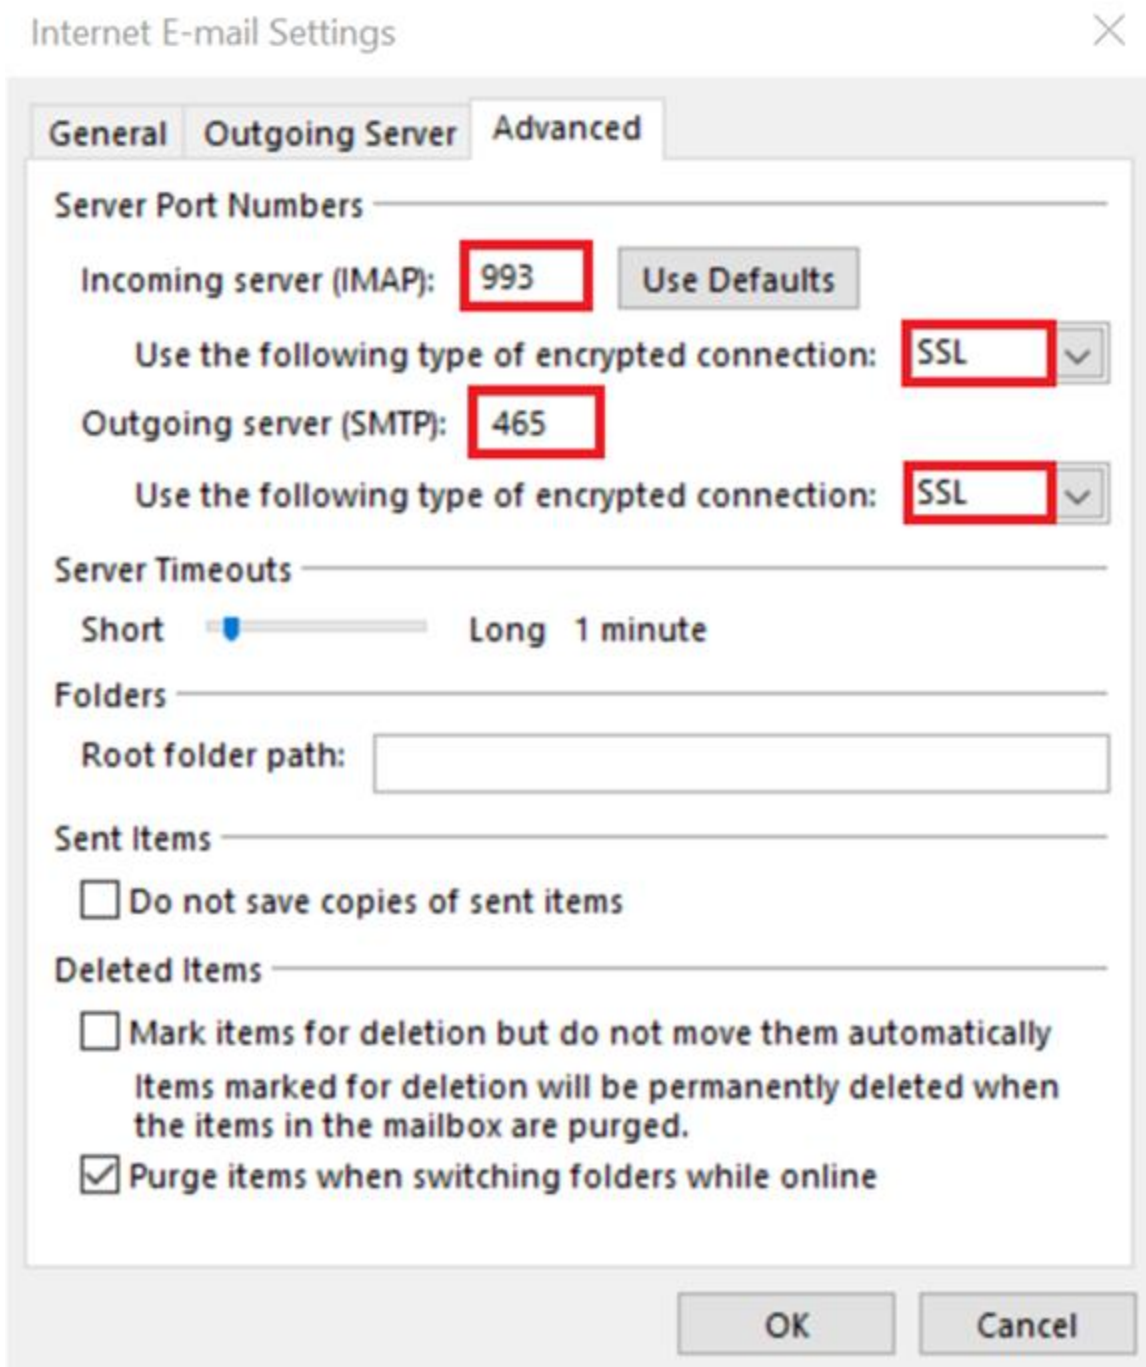 Internet E-mail Settings
General Outgoing Server Advanced
Server Port Numbers
Incoming server (IMAP): 993 Use Defaults
Use the following type of encrypted connection: SSL
Outgoing server (SMTP): 465
Use the following type of encrypted connection: SSL
Server Timeouts
Short Long 1 minute
Folders
Root folder path:
Sent Items
Do not save copies of sent items
Deleted Items
Mark items for deletion but do not move them automatically
Items marked for deletion will be permanently deleted when
the items in the mailbox are purged.
Purge items when switching folders while online
OK Cancel